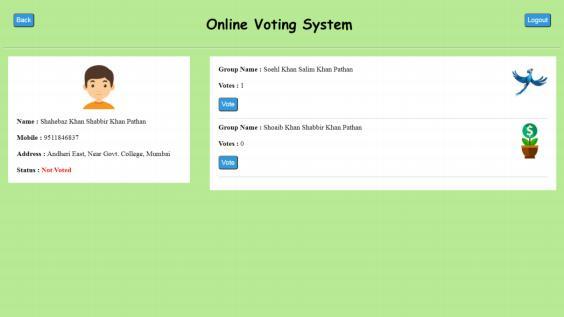 Back
Online Voting System
Logout
Name : Shahebaz Khan Shabbir Khan Pathan
Mobile : 9511846837
Address : Andheri East, Near Govt. College, Mumbai
Status : Not Voted
Group Name : Soehl Khan Salim Khan Pathan
Votes : 1
Vote
Group Name : Shoaib Khan Shabbir Khan Pathan
Votes : 0
Vote